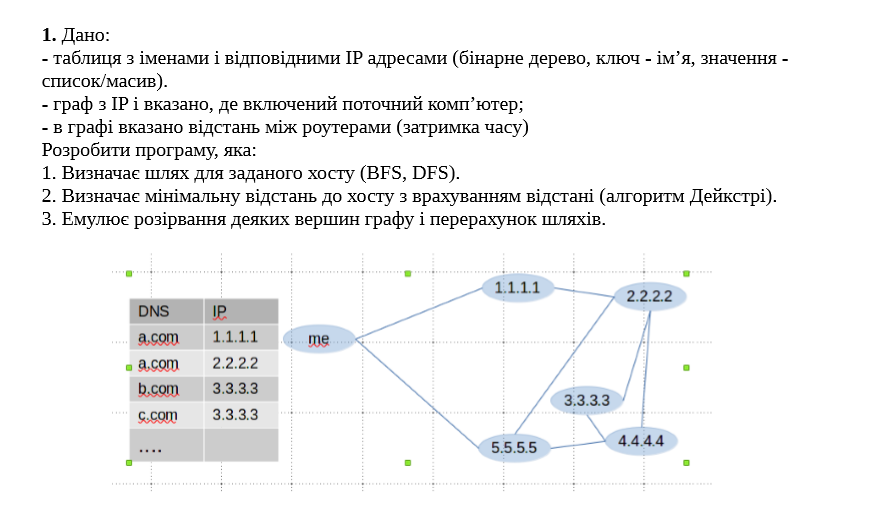 1. Дано:
- таблиця з іменами і відповідними IP адресами (бінарне дерево, ключ - ім’я, значення -
список/масив).
- граф з IP і вказано, де включений поточний комп’ютер;
- в графі вказано відстань між роутерами (затримка часу)
Розробити програму, яка:
1. Визначає шлях для заданого хосту (BFS, DFS).
2. Визначає мінімальну відстань до хосту з врахуванням відстані (алгоритм Дейкстрі).
3. Емулює розірвання деяких вершин графу і перерахунок шляхів.
DNS IP
a.com 1.1.1.1
a.com 2.2.2.2
b.com 3.3.3.3
c.com 3.3.3.3
....
me
1.1.1.1
2.2.2.2
3.3.3.3
4.4.4.4
5.5.5.5